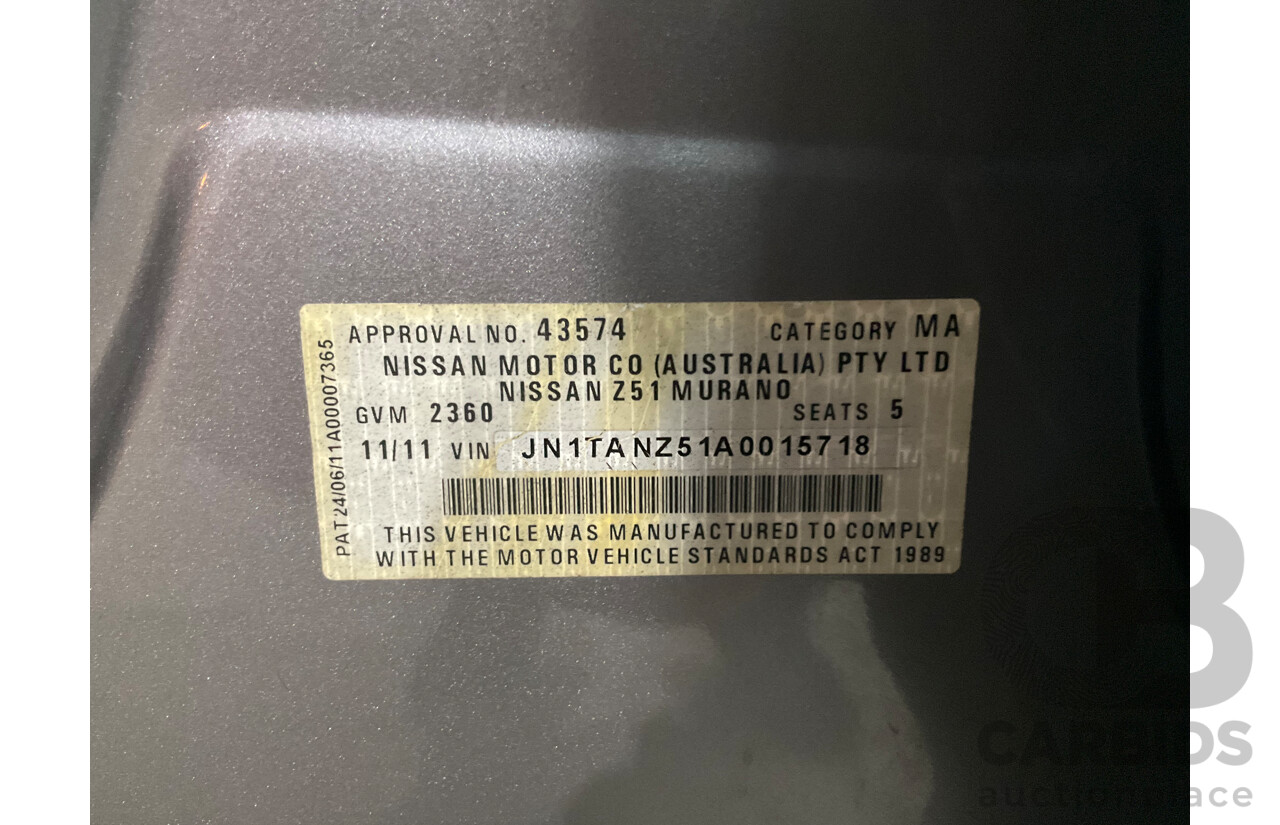 APPROVAL NO. 43574 CATEGORY MA
NISSAN MOTOR CO (AUSTRALIA) PTY LTD
NISSAN Z51 MURANO
GVM 2360 SEATS 5
11/11 VIN JN1TANZ51A0015718
THIS VEHICLE WAS MANUFACTURED TO COMPLY
WITH THE MOTOR VEHICLE STANDARDS ACT 1989
PAT24/06/11A00007365
CB
CARBIDS
auctionplace